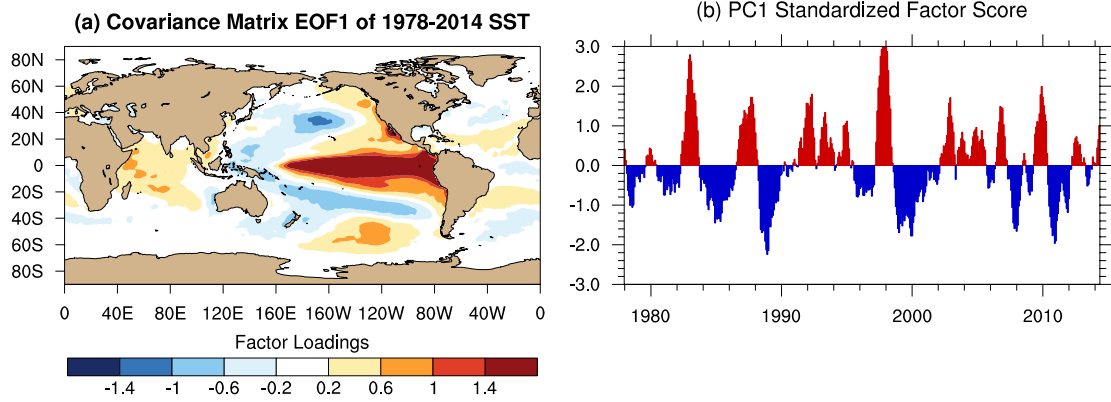 (a) Covariance Matrix EOF1 of 1978-2014 SST
80N
60N
40N
20N
0
20S
40S
60S
80S
0 40E 80E 120E 160E 160W 120W 80W 40W 0
Factor Loadings
-1.4 -1 -0.6 -0.2 0.2 0.6 1 1.4
(b) PC1 Standardized Factor Score
3.0
2.0
1.0
0.0
-1.0
-2.0
-3.0
1980 1990 2000 2010